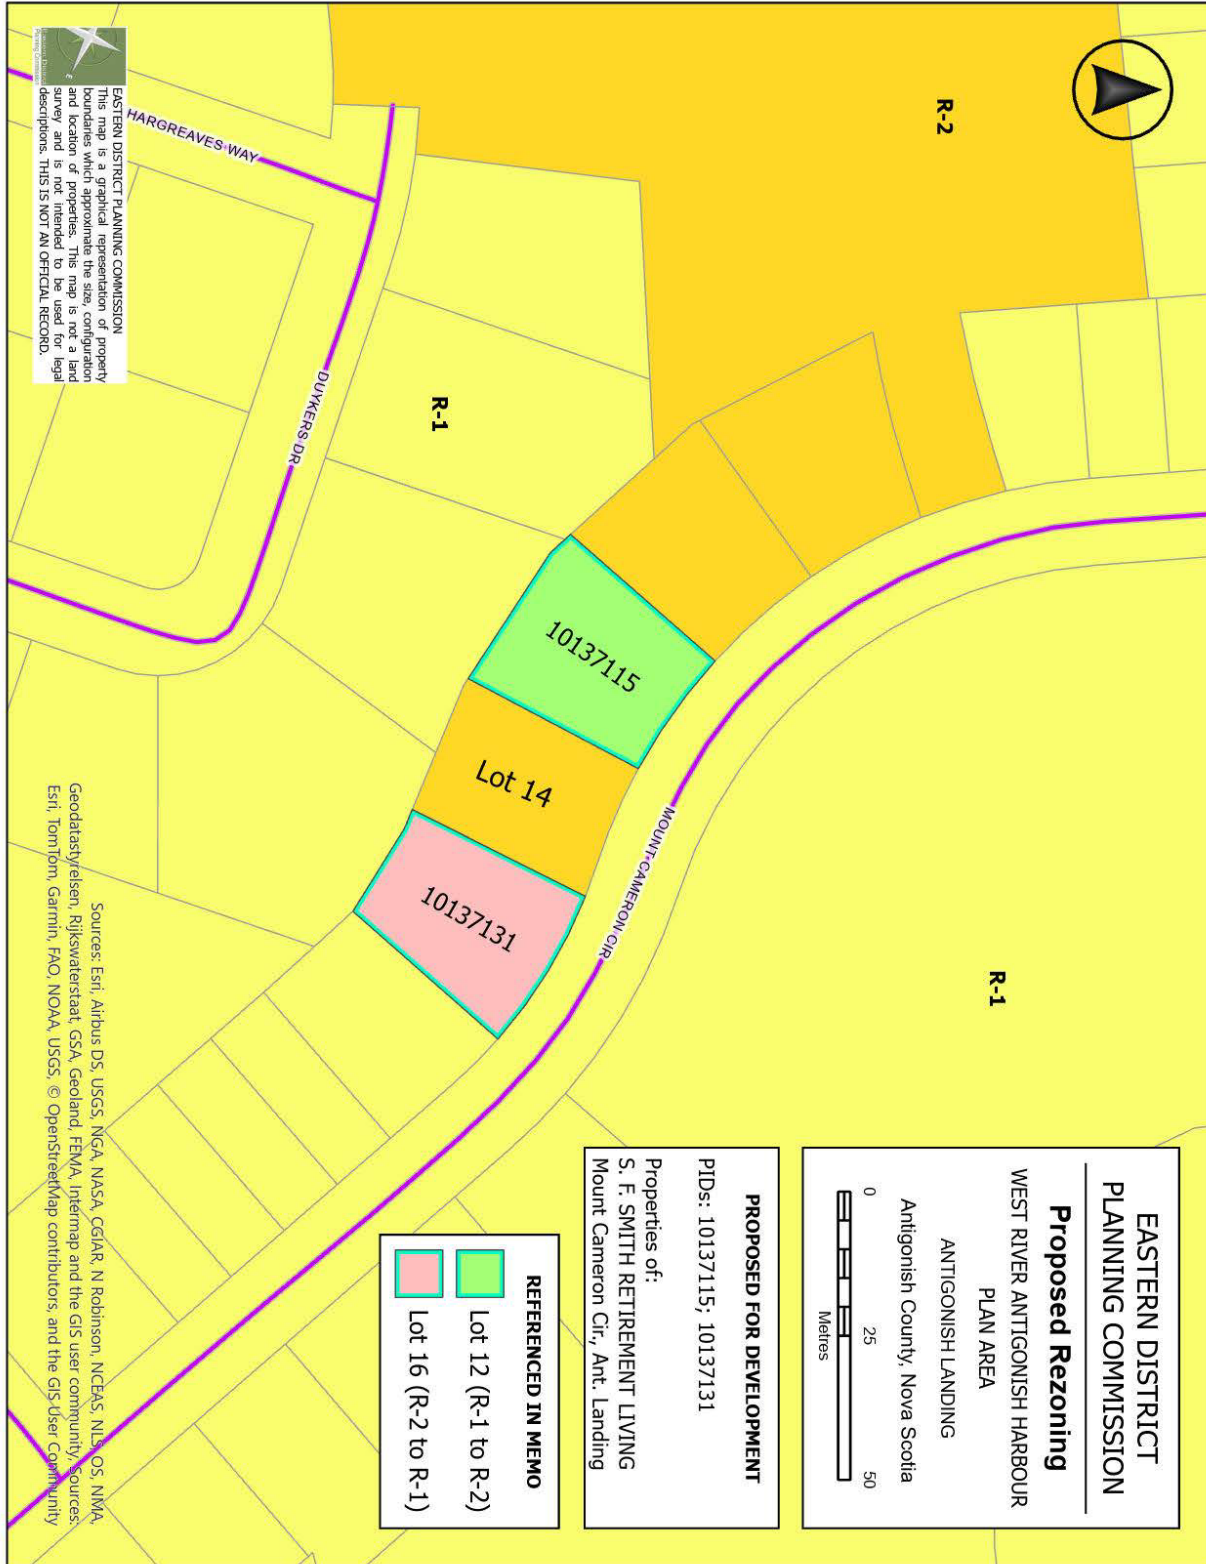 EASTERN DISTRICT
PLANNING COMMISSION
Proposed Rezoning
WEST RIVER ANTIGONISH HARBOUR
PLAN AREA
ANTIGONISH LANDING
Antigonish County, Nova Scotia
0 25 50
Metres
PROPOSED FOR DEVELOPMENT
PIDs: 10137115; 10137131
Properties of:
S. F. SMITH RETIREMENT LIVING
Mount Cameron Cir., Ant. Landing
REFERENCED IN MEMO
Lot 12 (R-1 to R-2)
Lot 16 (R-2 to R-1)
R-2
R-1
R-1
10137115
Lot 14
10137131
MOUNT CAMERON CIR
DUYKERS DR
HARGREAVES WAY
EASTERN DISTRICT PLANNING COMMISSION
This map is a graphical representation of property
boundaries which approximate the size, configuration
and location of properties. This map is not a land
survey and is not intended to be used for legal
descriptions. THIS IS NOT AN OFFICIAL RECORD.
Sources: Esri, Airbus DS, USGS, NGA, NASA, CGIAR, N Robinson, NCEAS, NLS, OS, NMA,
Geodatastyrelsen, Rijkswaterstaat, GSA, Geoland, FEMA, Intermap and the GIS user community, Sources:
Esri, TomTom, Garmin, FAO, NOAA, USGS, © OpenStreetMap contributors, and the GIS User Community